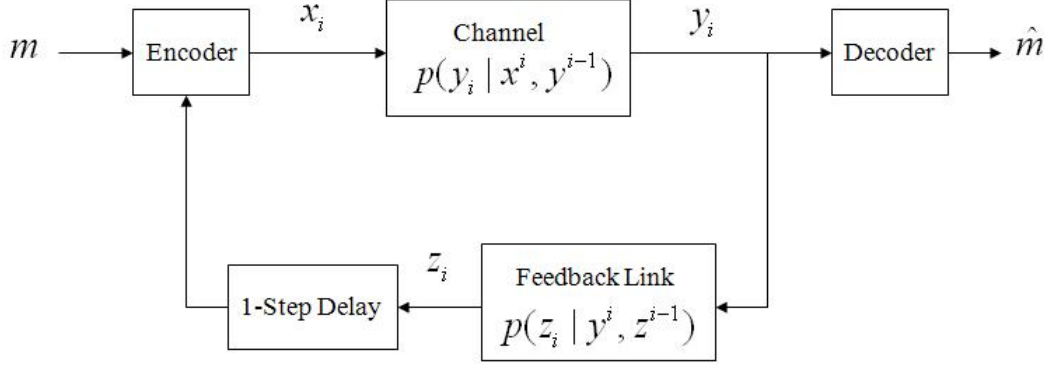 m
Encoder
x_i
Channel
p(y_i | x^i, y^{i-1})
y_i
Decoder
m̂
1-Step Delay
z_i
Feedback Link
p(z_i | y^i, z^{i-1})